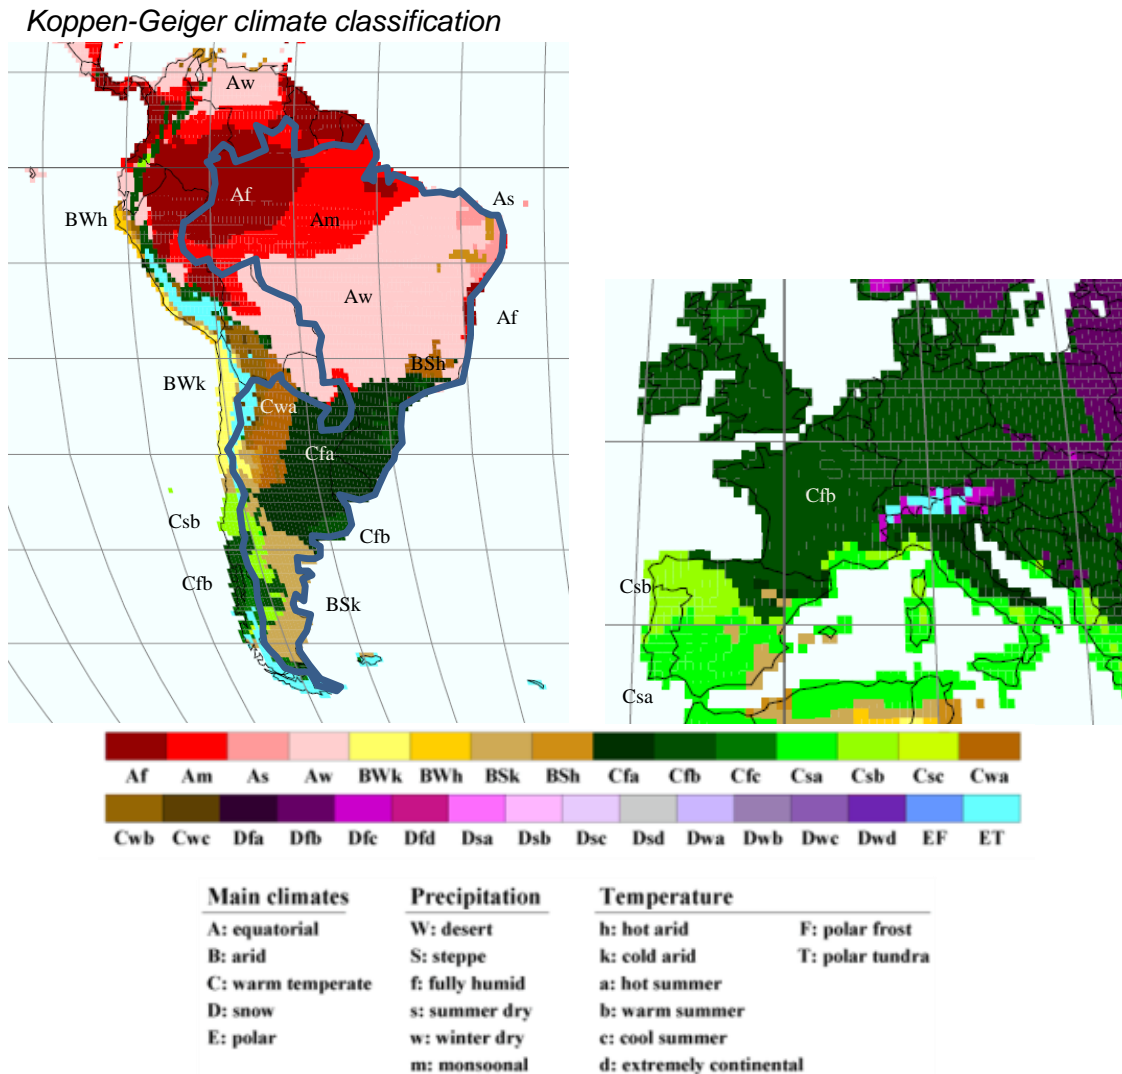 Koppen-Geiger climate classification
Aw
Af
As
BWh
Am
Aw
Af
BSh
BWk
Cwa
Cfa
Csb
Cfb
Cfb
BSk
Cfb
Csb
Csa
Af Am As Aw BWk BWh BSk BSh Cfa Cfb Cfc Csa Csb Csc Cwa
Cwb Cwc Dfa Dfb Dfc Dfd Dsa Dsb Dsc Dsd Dwa Dwb Dwc Dwd EF ET
Main climates
A: equatorial
B: arid
C: warm temperate
D: snow
E: polar
Precipitation
W: desert
S: steppe
f: fully humid
s: summer dry
w: winter dry
m: monsoonal
Temperature
h: hot arid
k: cold arid
a: hot summer
b: warm summer
c: cool summer
d: extremely continental
F: polar frost
T: polar tundra